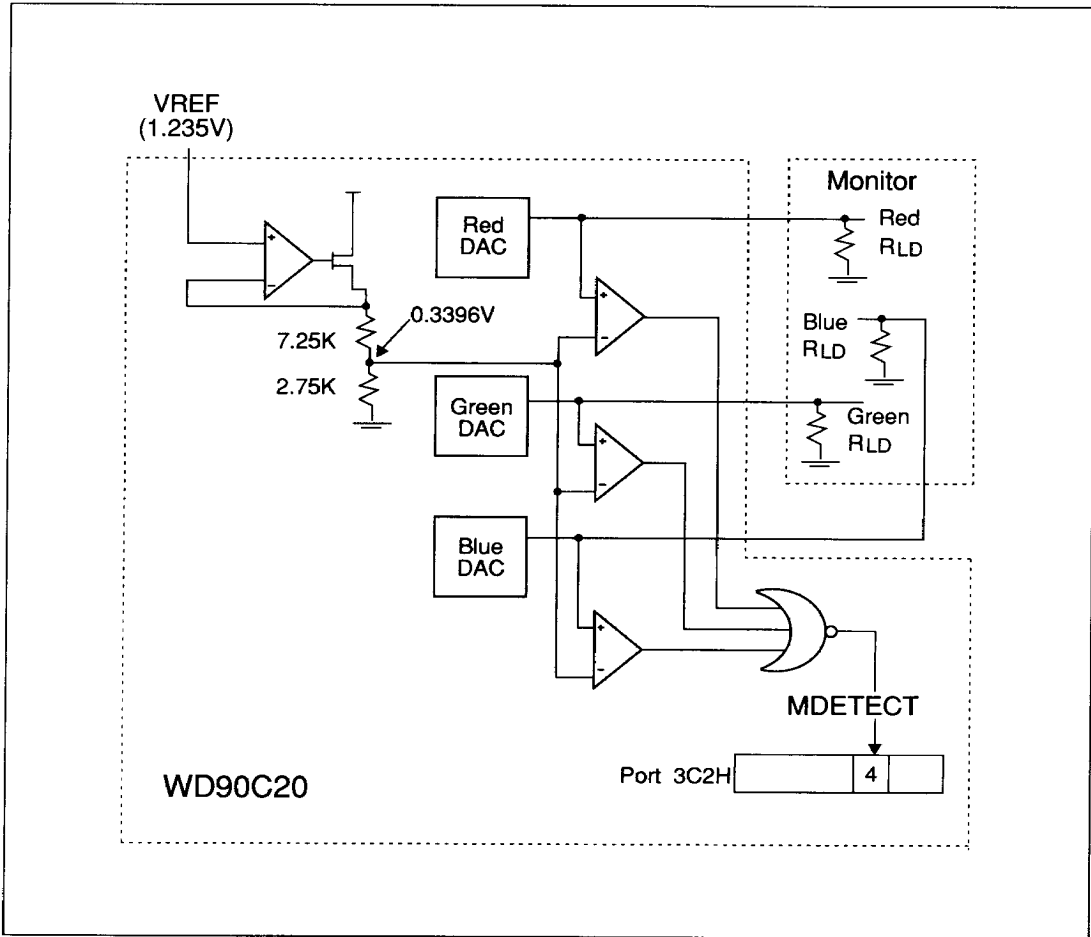 VREF
(1.235V)
+
−
7.25K
0.3396V
2.75K
Red
DAC
+
−
Green
DAC
+
−
Blue
DAC
+
−
Monitor
Red
RLD
Blue
RLD
Green
RLD
MDETECT
Port 3C2H
4
WD90C20